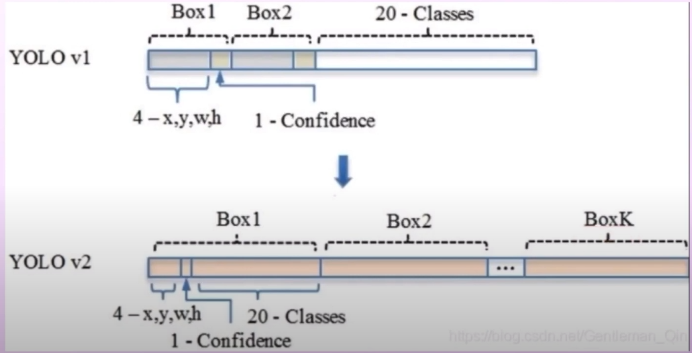 Box1 Box2 20 - Classes
YOLO v1
4 – x,y,w,h 1 - Confidence
Box1 Box2 BoxK
YOLO v2
...
4 – x,y,w,h 20 - Classes
1 - Confidence
https://blog.csdn.net/Gentleman_Qin